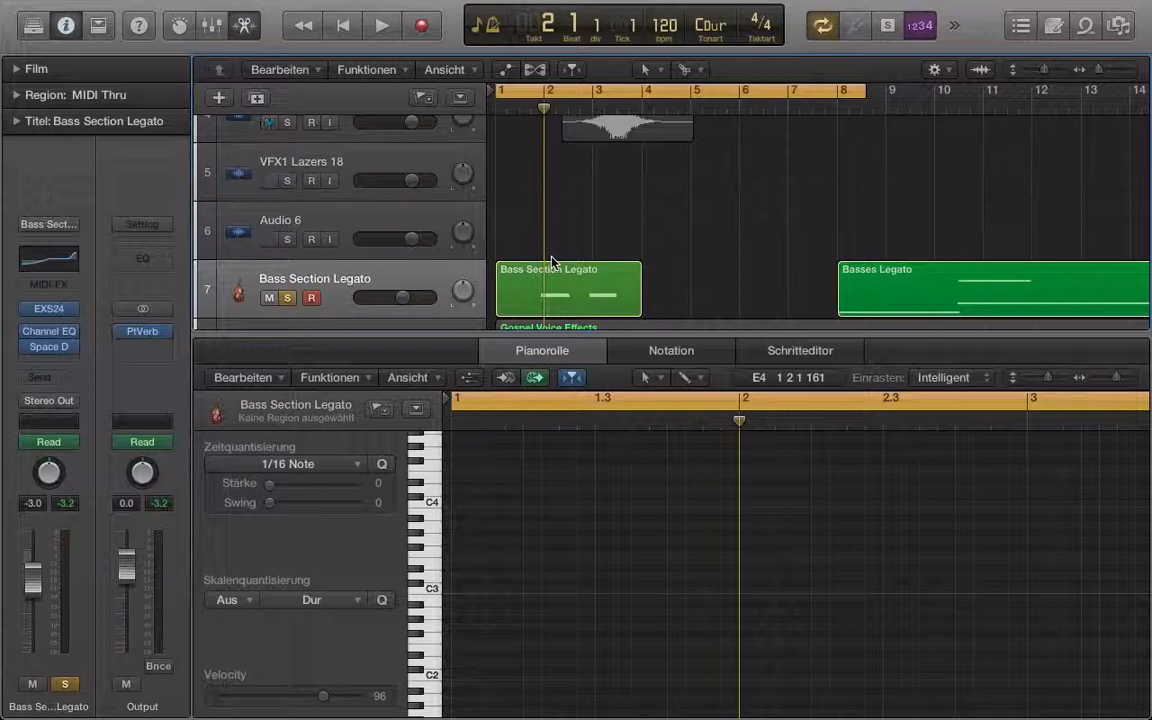 1234
2 1 1 1 120 CDur 4/4
Takt Beat div Tick bpm Tonart Taktart
S
Film
Region: MIDI Thru
Titel: Bass Section Legato
Bearbeiten Funktionen Ansicht
1 2 3 4 5 6 7 8 9 10 11 12 13 14
4
S R I
5 VFX1 Lazers 18
S R I
6 Audio 6
S R I
7 Bass Section Legato
M S R
Bass Section Legato
Basses Legato
Gospel Voice Effects
Bass Sect... Setting
EQ
MIDI-FX
EXS24
Channel EQ PtVerb
Space D
Send
Stereo Out
Read Read
-3.0 -3.2 0.0 -3.2
Bnce
M S M
Bass Se...Legato Output
Pianorolle Notation Schritteditor
Bearbeiten Funktionen Ansicht
E4 1 2 1 161 Einrasten: Intelligent
Bass Section Legato
Keine Region ausgewählt
1 1.3 2 2.3 3
Zeitquantisierung
1/16 Note Q
Stärke 0
Swing 0
Skalenquantisierung
Aus Dur Q
Velocity
96
C4
C3
C2